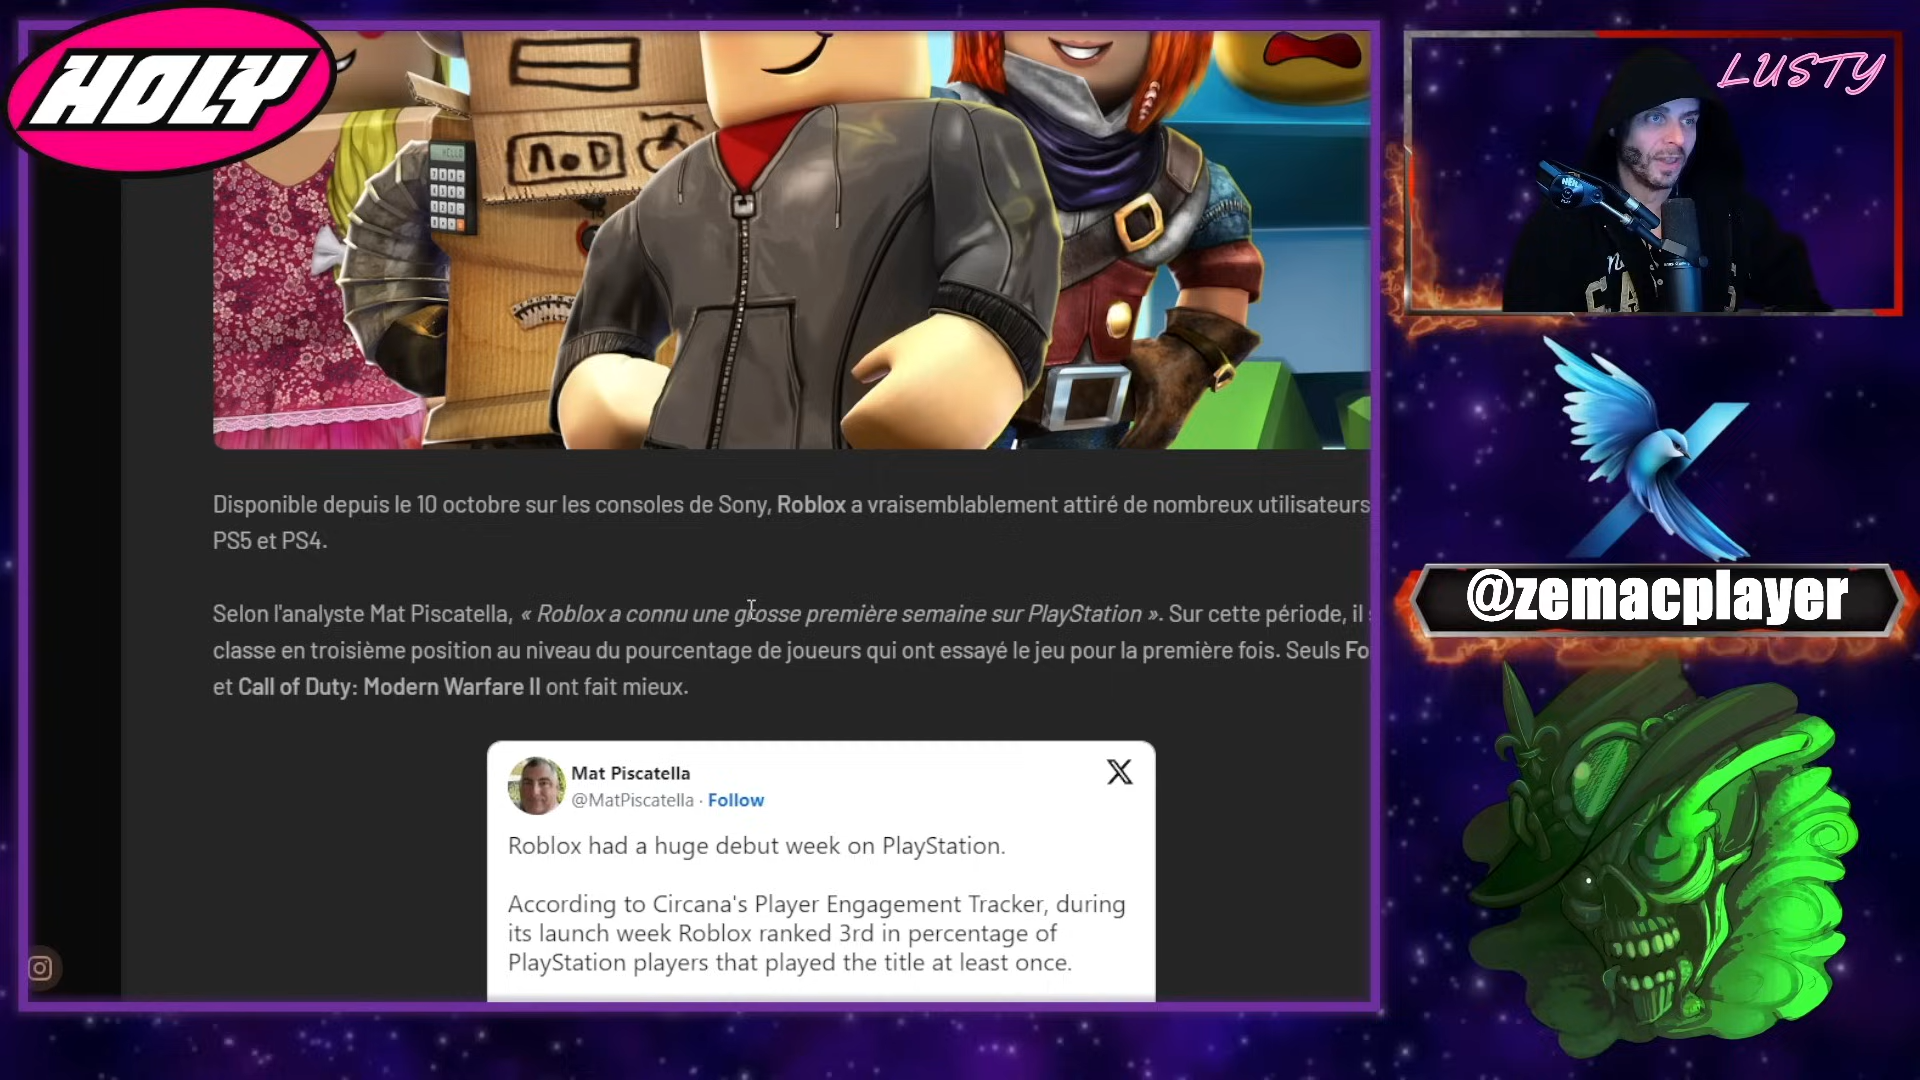 HOLY
LUSTY
HELLO
NOOD
Disponible depuis le 10 octobre sur les consoles de Sony, Roblox a vraisemblablement attiré de nombreux utilisateurs
PS5 et PS4.
Selon l'analyste Mat Piscatella, « Roblox a connu une grosse première semaine sur PlayStation ». Sur cette période, il
classe en troisième position au niveau du pourcentage de joueurs qui ont essayé le jeu pour la première fois. Seuls Fo
et Call of Duty: Modern Warfare II ont fait mieux.
Mat Piscatella
@MatPiscatella · Follow
Roblox had a huge debut week on PlayStation.
According to Circana's Player Engagement Tracker, during
its launch week Roblox ranked 3rd in percentage of
PlayStation players that played the title at least once.
@zemacplayer